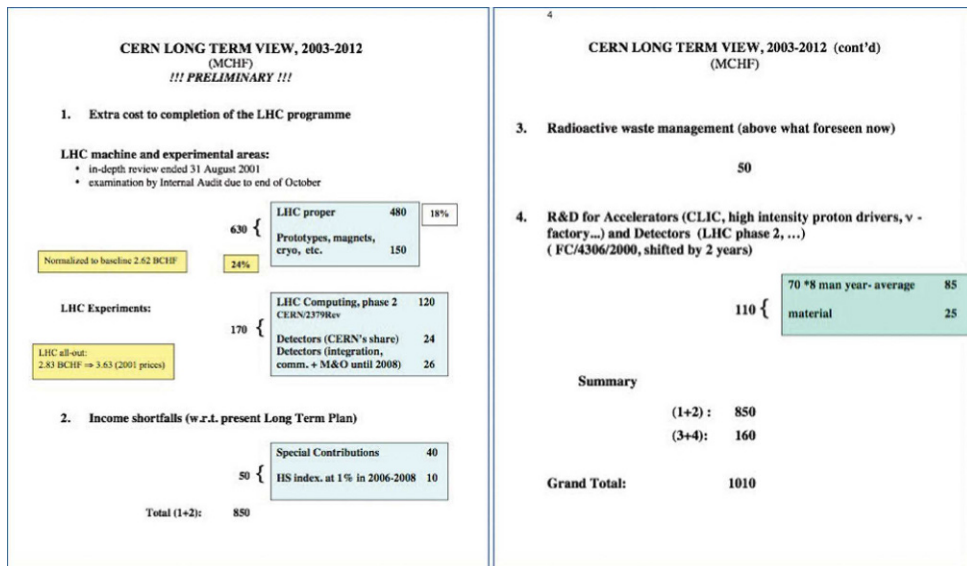 CERN LONG TERM VIEW, 2003-2012
(MCHF)
!!! PRELIMINARY !!!
1. Extra cost to completion of the LHC programme
LHC machine and experimental areas:
• in-depth review ended 31 August 2001
• examination by Internal Audit due to end of October
LHC proper 480 18%
630 {
Prototypes, magnets,
cryo, etc. 150
Normalized to baseline 2.62 BCHF 24%
LHC Experiments:
LHC Computing, phase 2 120
CERN/2379Rev
170 {
Detectors (CERN's share) 24
Detectors (integration,
comm. + M&O until 2008) 26
LHC all-out:
2.83 BCHF ⇒ 3.63 (2001 prices)
2. Income shortfalls (w.r.t. present Long Term Plan)
Special Contributions 40
50 {
HS index. at 1% in 2006-2008 10
Total (1+2): 850
4
CERN LONG TERM VIEW, 2003-2012 (cont'd)
(MCHF)
3. Radioactive waste management (above what foreseen now)
50
4. R&D for Accelerators (CLIC, high intensity proton drivers, ν -
factory...) and Detectors (LHC phase 2, ...)
( FC/4306/2000, shifted by 2 years)
70 *8 man year- average 85
110 {
material 25
Summary
(1+2) : 850
(3+4): 160
Grand Total: 1010